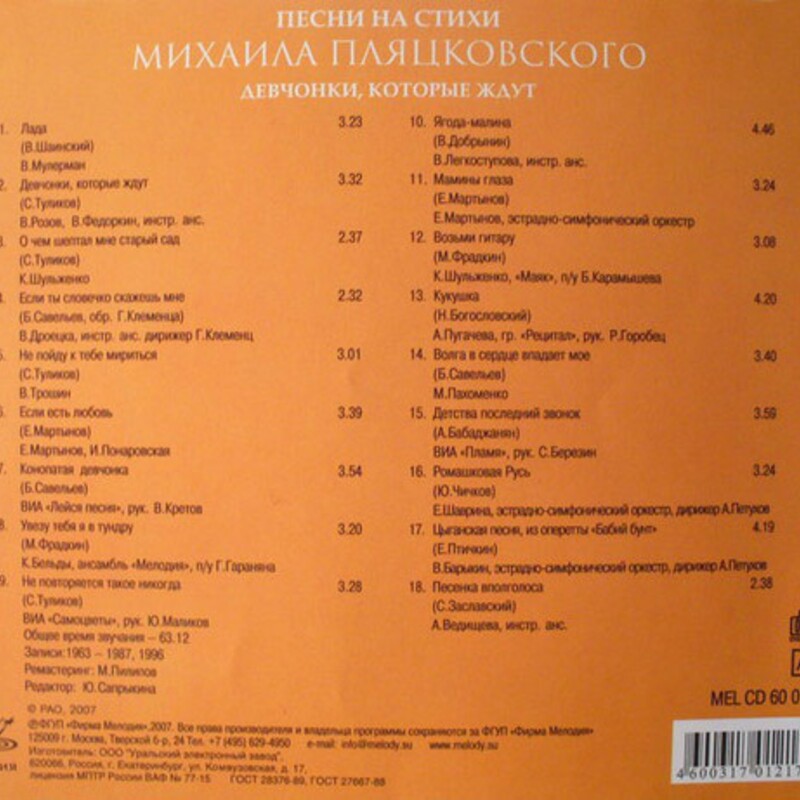 ПЕСНИ НА СТИХИ
МИХАИЛА ПЛЯЦКОВСКОГО
ДЕВЧОНКИ, КОТОРЫЕ ЖДУТ
1. Лада 3.23
(В.Шаинский)
В.Мулерман
2. Девчонки, которые ждут 3.32
(С.Туликов)
В.Розов, В.Федоркин, инстр. анс.
3. О чем шептал мне старый сад 2.37
(С.Туликов)
К.Шульженко
4. Если ты словечко скажешь мне 2.32
(Б.Савельев, обр. Г.Клеменца)
В.Дроецка, инстр. анс. дирижер Г.Клеменц
5. Не пойду к тебе мириться 3.01
(С.Туликов)
В.Трошин
6. Если есть любовь 3.39
(Е.Мартынов)
Е.Мартынов, И.Понаровская
7. Конопатая девчонка 3.54
(Б.Савельев)
ВИА «Лейся песня», рук. В.Кретов
8. Увезу тебя я в тундру 3.20
(М.Фрадкин)
К.Бельды, ансамбль «Мелодия», п/у Г.Гараняна
9. Не повторяется такое никогда 3.28
(С.Туликов)
ВИА «Самоцветы», рук. Ю.Маликов
Общее время звучания – 63.12
Записи:1963 – 1987, 1996
Ремастеринг: М.Пилипов
Редактор: Ю.Сапрыкина
10. Ягода-малина 4.46
(В.Добрынин)
В.Легкоступова, инстр. анс.
11. Мамины глаза 3.24
(Е.Мартынов)
Е.Мартынов, эстрадно-симфонический оркестр
12. Возьми гитару 3.08
(М.Фрадкин)
К.Шульженко, «Маяк», п/у Б.Карамышева
13. Кукушка 4.20
(Н.Богословский)
А.Пугачева, гр. «Рецитал», рук. Р.Горобец
14. Волга в сердце впадает мое 3.40
(Б.Савельев)
М.Пахоменко
15. Детства последний звонок 3.59
(А.Бабаджанян)
ВИА «Пламя», рук. С.Березин
16. Ромашковая Русь 3.24
(Ю.Чичков)
Е.Шаврина, эстрадно-симфонический оркестр, дирижер А.Петухов
17. Цыганская песня, из оперетты «Бабий бунт» 4.19
(Е.Птичкин)
В.Барыкин, эстрадно-симфонический оркестр, дирижер А.Петухов
18. Песенка вполголоса 2.38
(С.Заславский)
А.Ведищева, инстр. анс.
MEL CD 60 0
© РАО, 2007
℗ФГУП «Фирма Мелодия»,2007. Все права производителя и владельца программы сохраняются за ФГУП «Фирма Мелодия»
125009 г. Москва, Тверской б-р, 24 Тел. +7 (495) 629-4950 e-mail: info@melody.su www.melody.su
Изготовитель: ООО "Уральский электронный завод",
620066, Россия, г. Екатеринбург, ул. Комвузовская, д. 17,
лицензия МПТР России ВАФ № 77-15 ГОСТ 28376-89, ГОСТ 27667-88
4 600317 01217